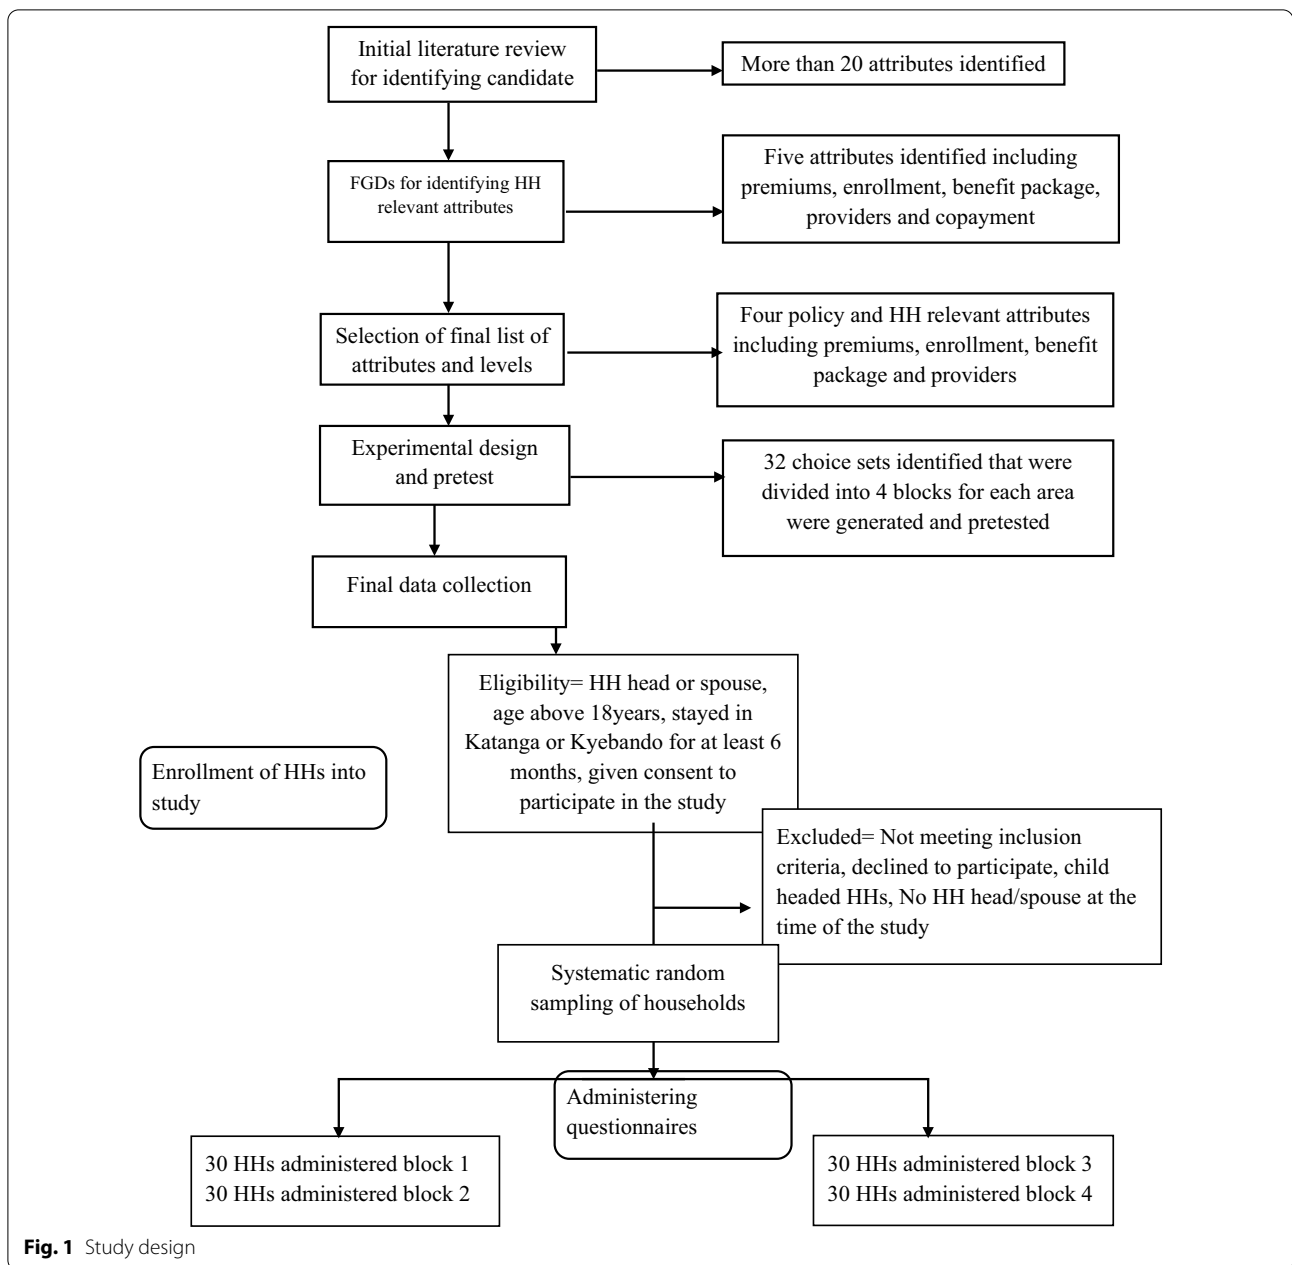 Initial literature review
for identifying candidate
More than 20 attributes identified
FGDs for identifying HH
relevant attributes
Five attributes identified including
premiums, enrollment, benefit package,
providers and copayment
Selection of final list of
attributes and levels
Four policy and HH relevant attributes
including premiums, enrollment, benefit
package and providers
Experimental design
and pretest
32 choice sets identified that were
divided into 4 blocks for each area
were generated and pretested
Final data collection
Eligibility= HH head or spouse,
age above 18years, stayed in
Katanga or Kyebando for at least 6
months, given consent to
participate in the study
Enrollment of HHs into
study
Excluded= Not meeting inclusion
criteria, declined to participate, child
headed HHs, No HH head/spouse at the
time of the study
Systematic random
sampling of households
Administering
questionnaires
30 HHs administered block 1
30 HHs administered block 2
30 HHs administered block 3
30 HHs administered block 4
Fig. 1 Study design